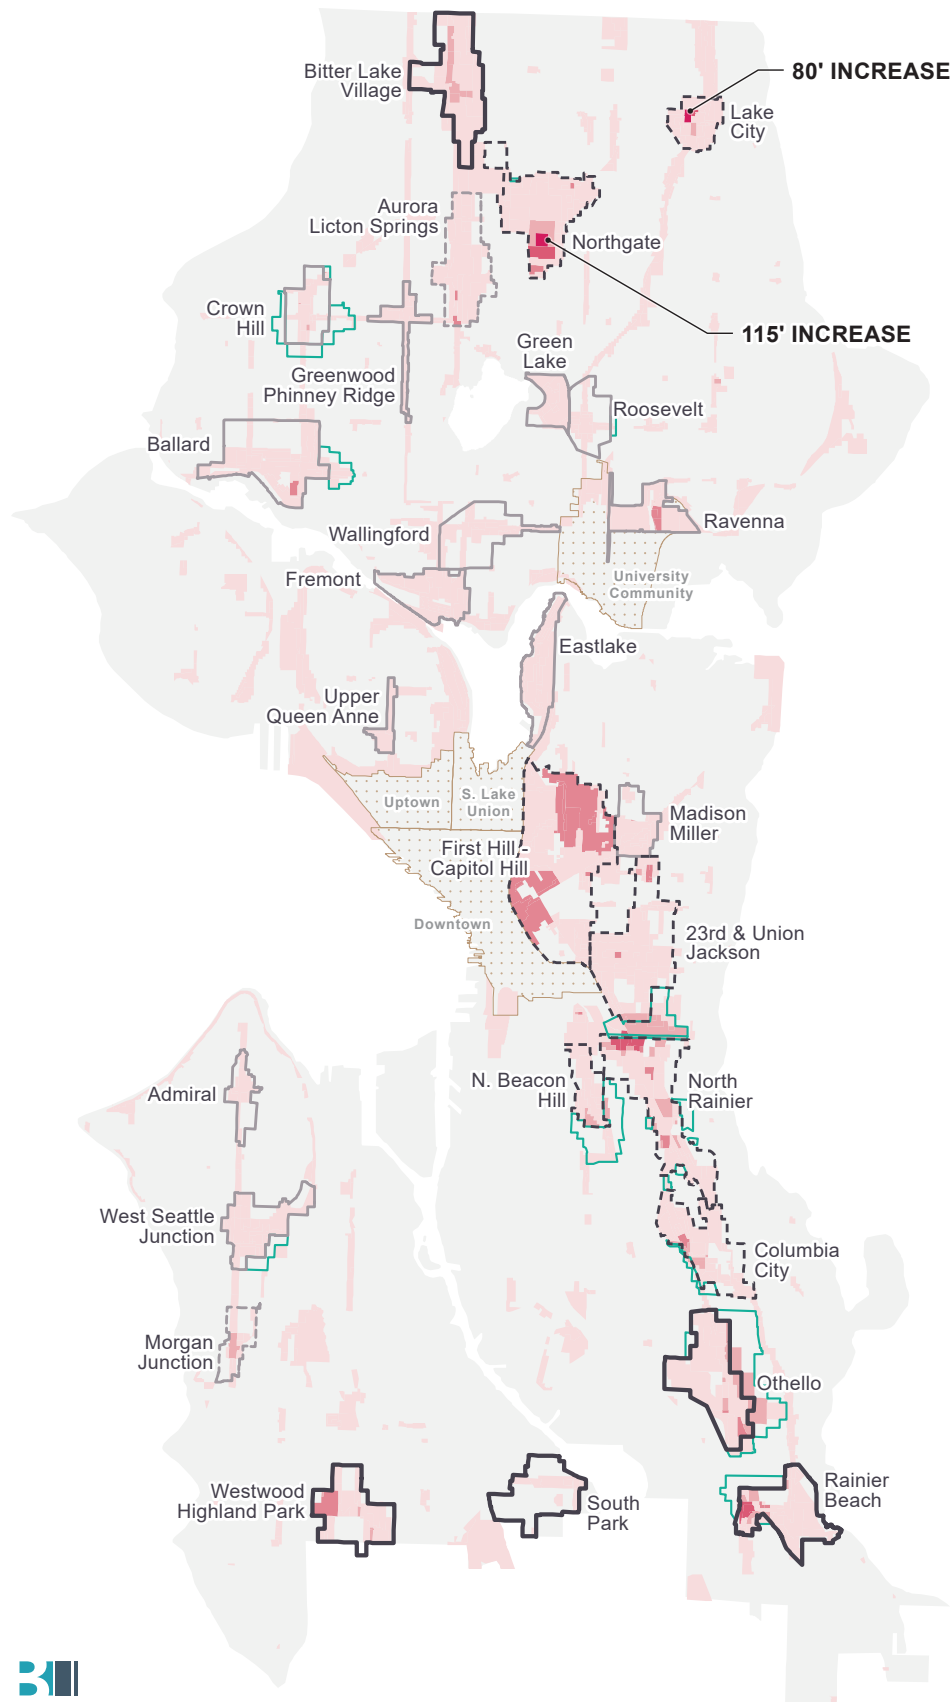 80' INCREASE
Bitter Lake
Village
Lake
City
Aurora
Licton Springs
Northgate
Crown
Hill
115' INCREASE
Green
Lake
Greenwood
Phinney Ridge
Roosevelt
Ballard
Ravenna
Wallingford
Fremont
University
Community
Eastlake
Upper
Queen Anne
Uptown
S. Lake
Union
Madison
Miller
First Hill -
Capitol Hill
Downtown
23rd & Union
Jackson
N. Beacon
Hill
North
Rainier
Admiral
West Seattle
Junction
Columbia
City
Morgan
Junction
Othello
Westwood
Highland Park
South
Park
Rainier
Beach